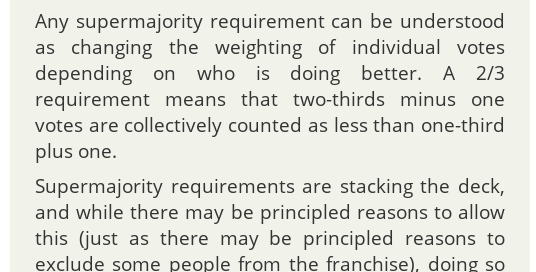 Any supermajority requirement can be understood
as changing the weighting of individual votes
depending on who is doing better. A 2/3
requirement means that two-thirds minus one
votes are collectively counted as less than one-third
plus one.
Supermajority requirements are stacking the deck,
and while there may be principled reasons to allow
this (just as there may be principled reasons to
exclude some people from the franchise), doing so